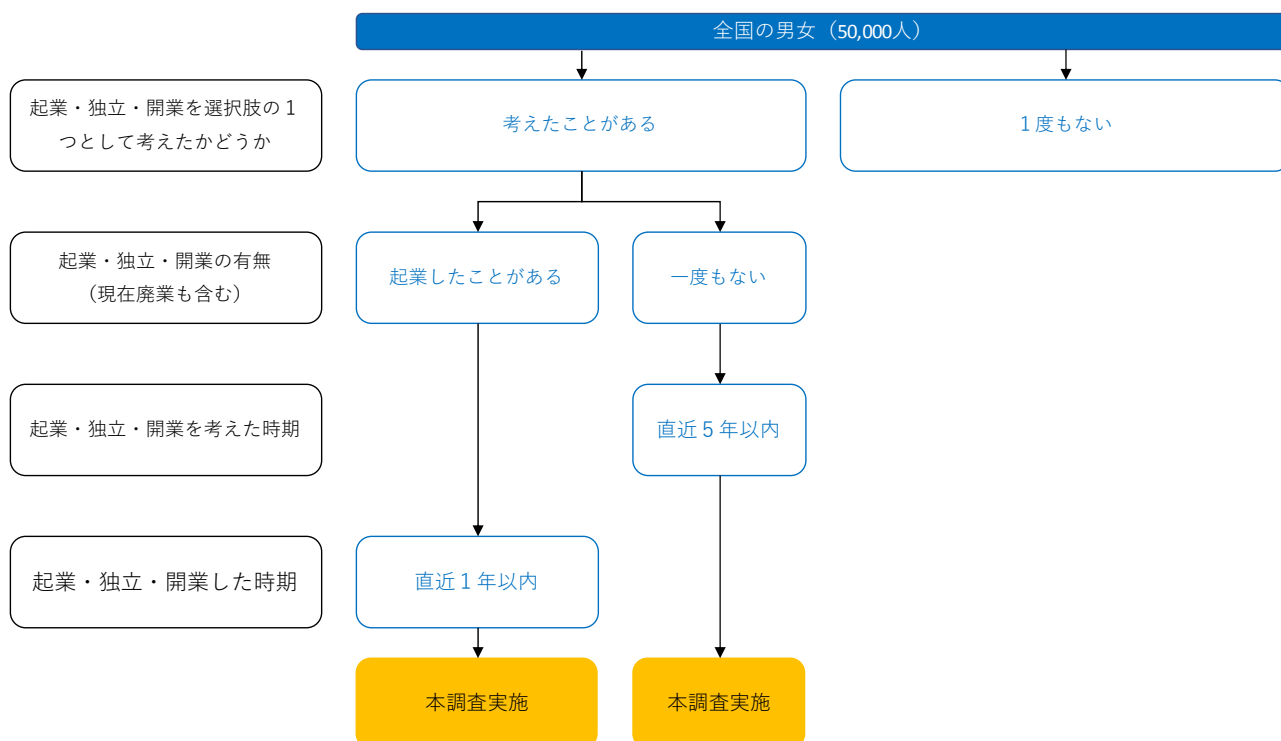 全国の男女（50,000人）
起業・独立・開業を選択肢の１
つとして考えたかどうか
考えたことがある
１度もない
起業・独立・開業の有無
（現在廃業も含む）
起業したことがある
一度もない
起業・独立・開業を考えた時期
直近５年以内
起業・独立・開業した時期
直近１年以内
本調査実施
本調査実施